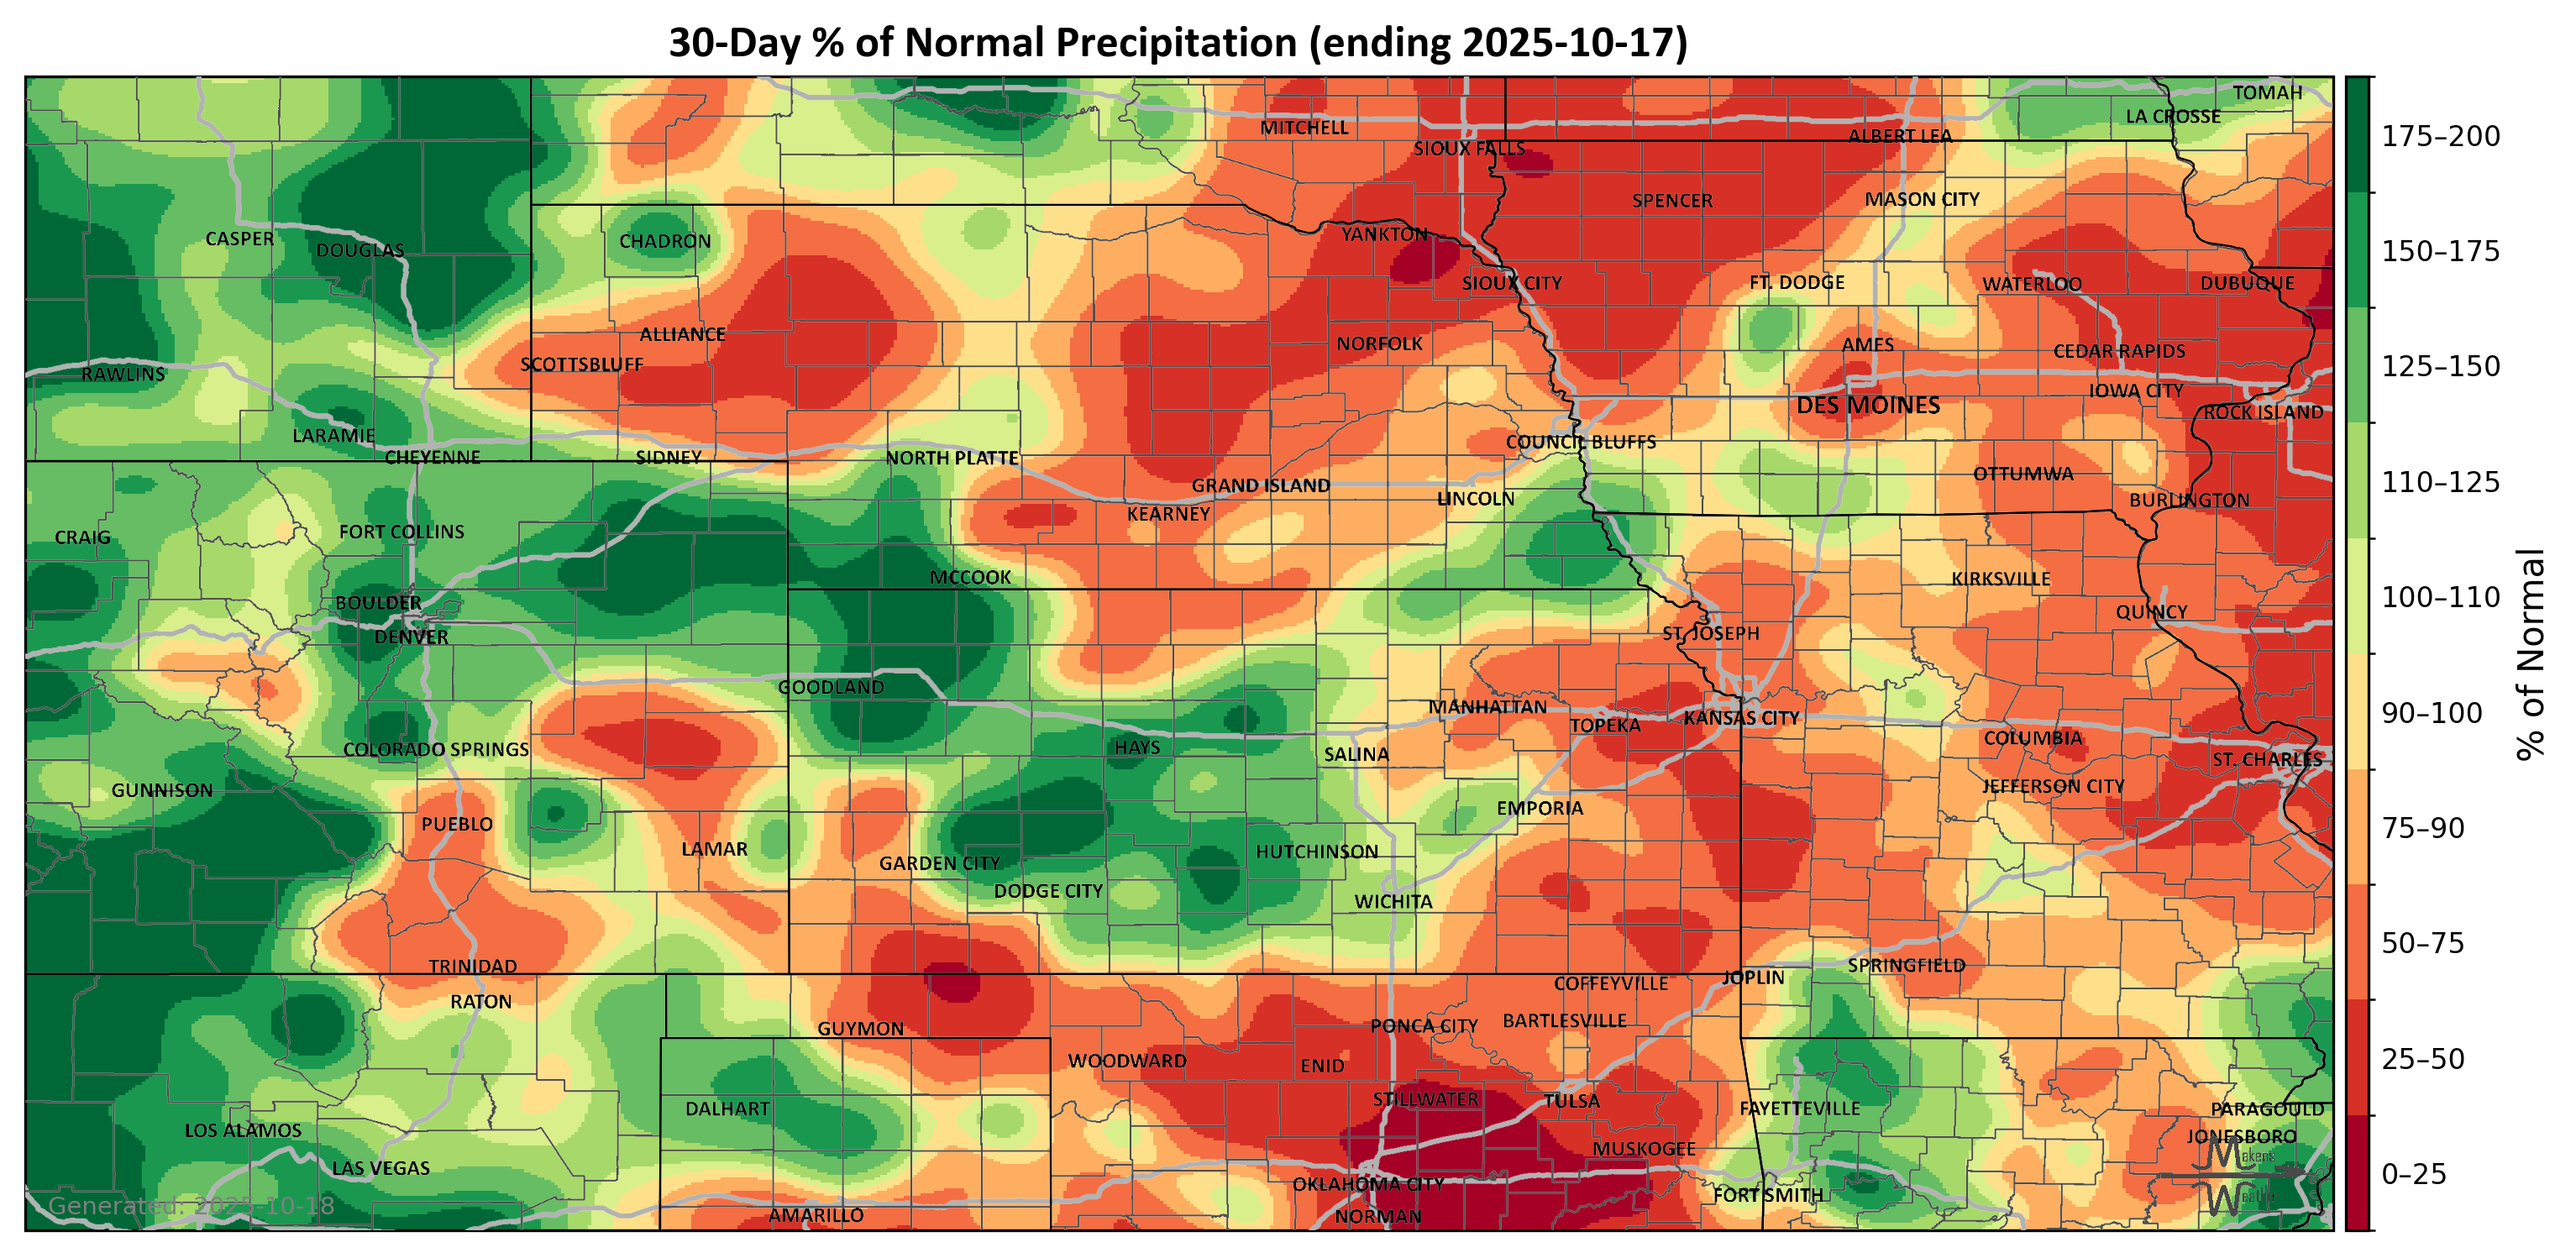 30-Day % of Normal Precipitation (ending 2025-10-17)
TOMAH
LA CROSSE
MITCHELL
ALBERT LEA
SIOUX FALLS
SPENCER
MASON CITY
YANKTON
CASPER
CHADRON
DOUGLAS
SIOUX CITY
FT. DODGE
WATERLOO
DUBUQUE
ALLIANCE
NORFOLK
AMES
CEDAR RAPIDS
SCOTTSBLUFF
RAWLINS
IOWA CITY
DES MOINES
ROCK ISLAND
LARAMIE
COUNCIL BLUFFS
CHEYENNE
SIDNEY
NORTH PLATTE
OTTUMWA
GRAND ISLAND
LINCOLN
BURLINGTON
KEARNEY
FORT COLLINS
CRAIG
MCCOOK
KIRKSVILLE
BOULDER
QUINCY
DENVER
ST. JOSEPH
GOODLAND
MANHATTAN
KANSAS CITY
TOPEKA
COLUMBIA
COLORADO SPRINGS
HAYS
SALINA
ST. CHARLES
GUNNISON
JEFFERSON CITY
EMPORIA
PUEBLO
LAMAR
HUTCHINSON
GARDEN CITY
DODGE CITY
WICHITA
TRINIDAD
SPRINGFIELD
JOPLIN
COFFEYVILLE
RATON
BARTLESVILLE
GUYMON
PONCA CITY
WOODWARD
ENID
STILLWATER
TULSA
DALHART
FAYETTEVILLE
PARAGOULD
LOS ALAMOS
JONESBORO
MUSKOGEE
LAS VEGAS
OKLAHOMA CITY
FORT SMITH
AMARILLO
NORMAN
Makens
Weather
Generated: 2025-10-18
175–200
150–175
125–150
110–125
100–110
90–100
75–90
50–75
25–50
0–25
% of Normal